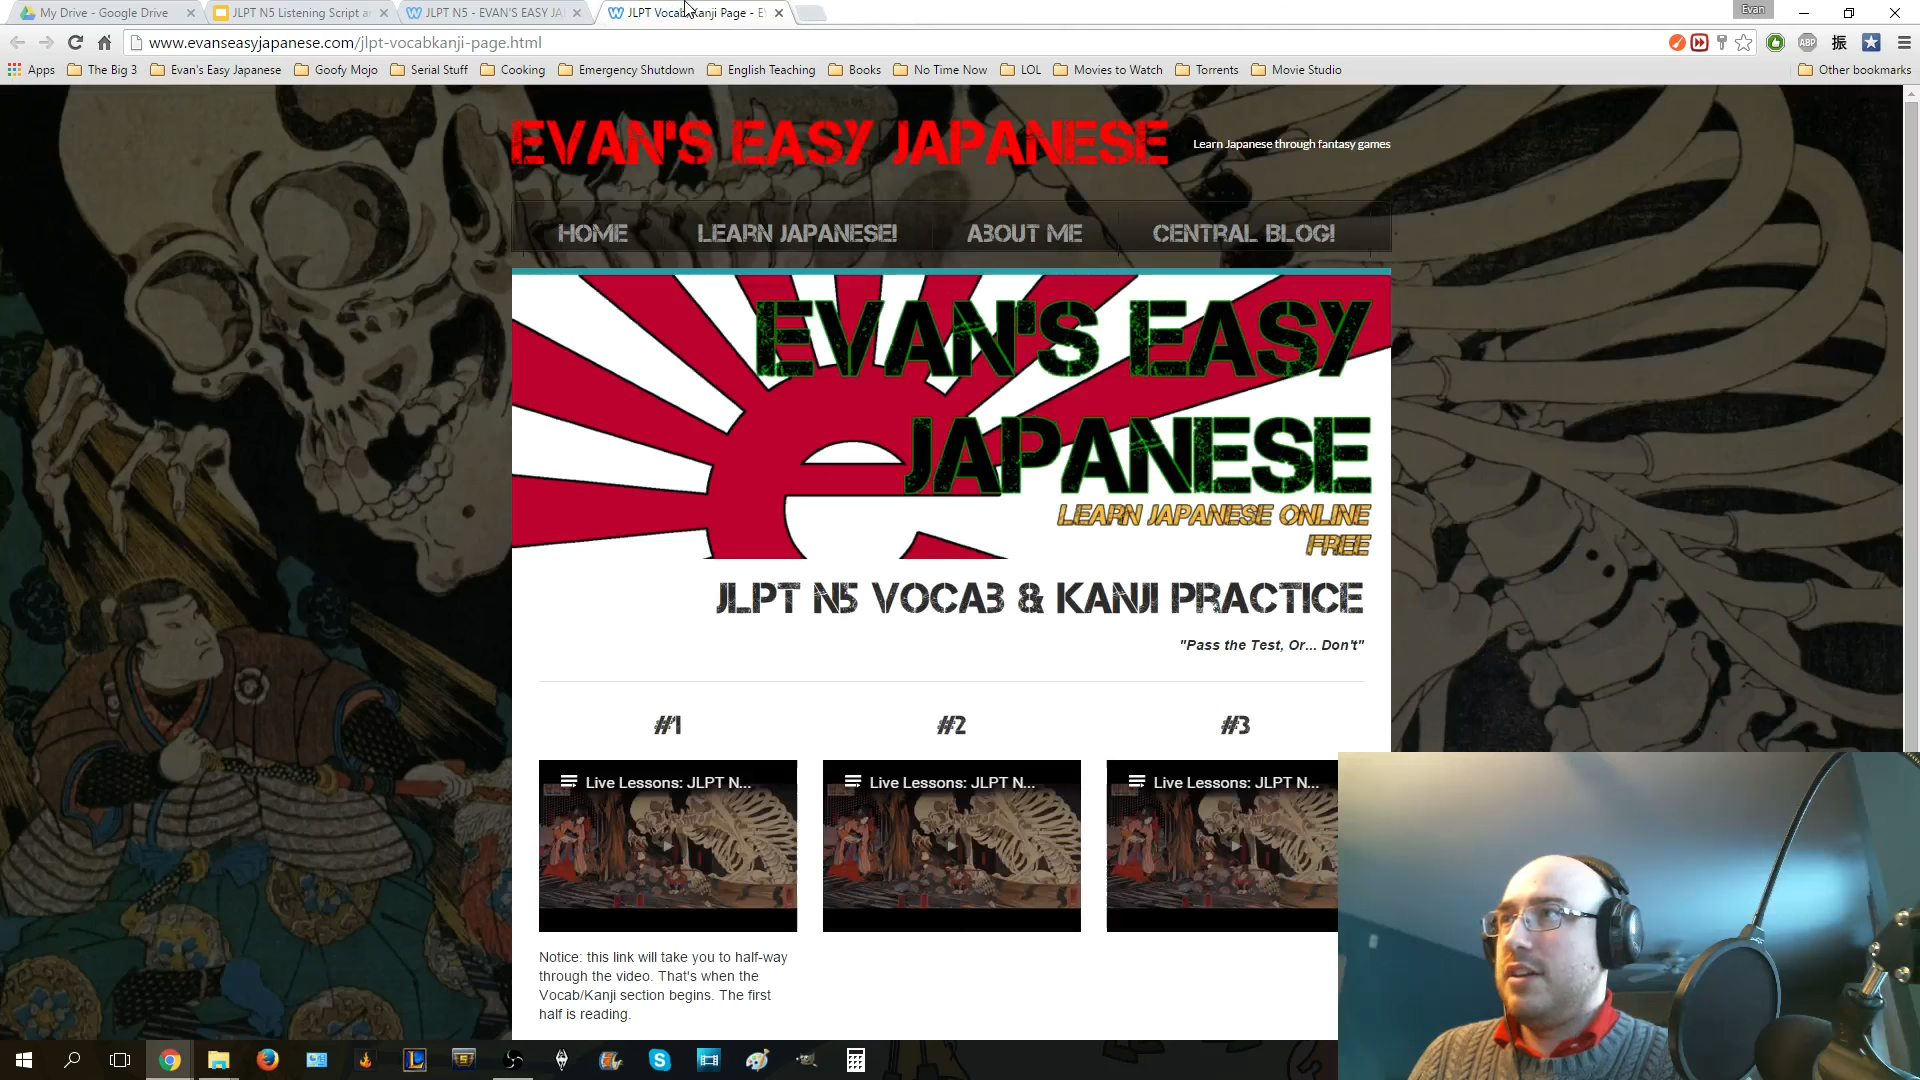 My Drive - Google Drive
JLPT N5 Listening Script a
JLPT N5 - EVAN'S EASY JA
JLPT Vocab Kanji Page - E
Evan
www.evanseasyjapanese.com/jlpt-vocabkanji-page.html
ABP
振
Apps
The Big 3
Evan's Easy Japanese
Goofy Mojo
Serial Stuff
Cooking
Emergency Shutdown
English Teaching
Books
No Time Now
LOL
Movies to Watch
Torrents
Movie Studio
Other bookmarks
EVAN'S EASY JAPANESE
Learn Japanese through fantasy games
HOME
LEARN JAPANESE!
ABOUT ME
CENTRAL BLOG!
EVAN'S EASY
JAPANESE
LEARN JAPANESE ONLINE
FREE
JLPT N5 VOCAB & KANJI PRACTICE
"Pass the Test, Or... Don't"
#1
#2
#3
Live Lessons: JLPT N...
Live Lessons: JLPT N...
Live Lessons: JLPT N...
Notice: this link will take you to half-way
through the video. That's when the
Vocab/Kanji section begins. The first
half is reading.